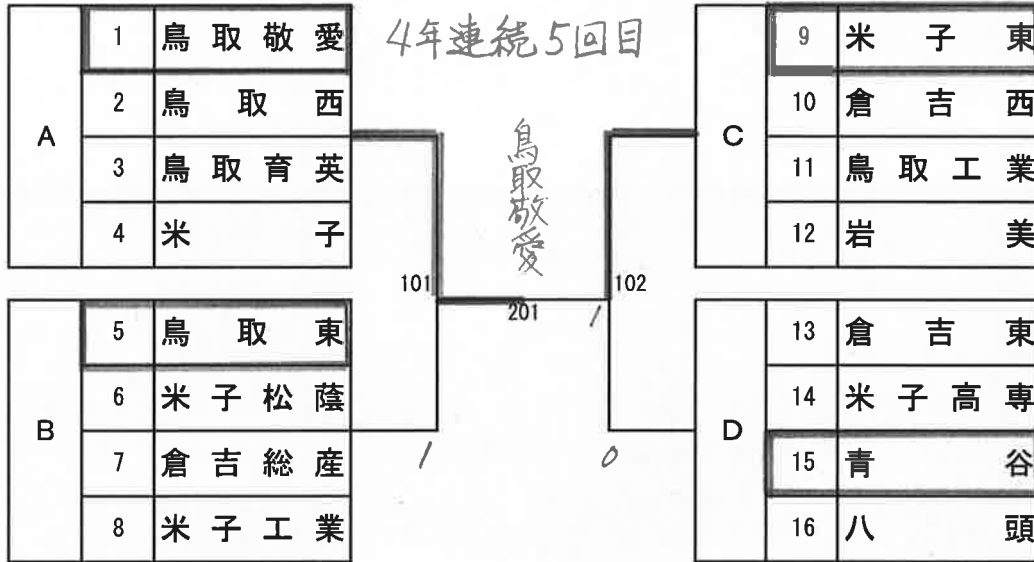 4年連続5回目
A
1 鳥取敬愛
2 鳥取西
3 鳥取育英
4 米子
B
5 鳥取東
6 米子松蔭
7 倉吉総産
8 米子工業
鳥取敬愛
101
201
102
1
1
0
C
9 米子東
10 倉吉西
11 鳥取工業
12 岩美
D
13 倉吉東
14 米子高専
15 青谷
16 八頭